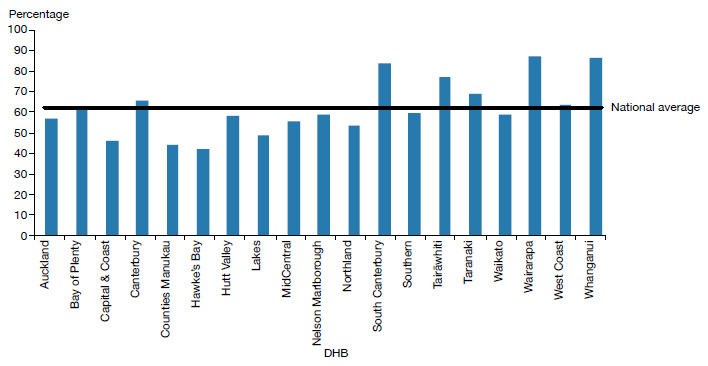 Percentage
100
90
80
70
60
50
40
30
20
10
0
National average
Auckland
Bay of Plenty
Capital & Coast
Canterbury
Counties Manukau
Hawke's Bay
Hutt Valley
Lakes
MidCentral
Nelson Marlborough
Northland
South Canterbury
Southern
Tairāwhiti
Taranaki
Waikato
Wairarapa
West Coast
Whanganui
DHB